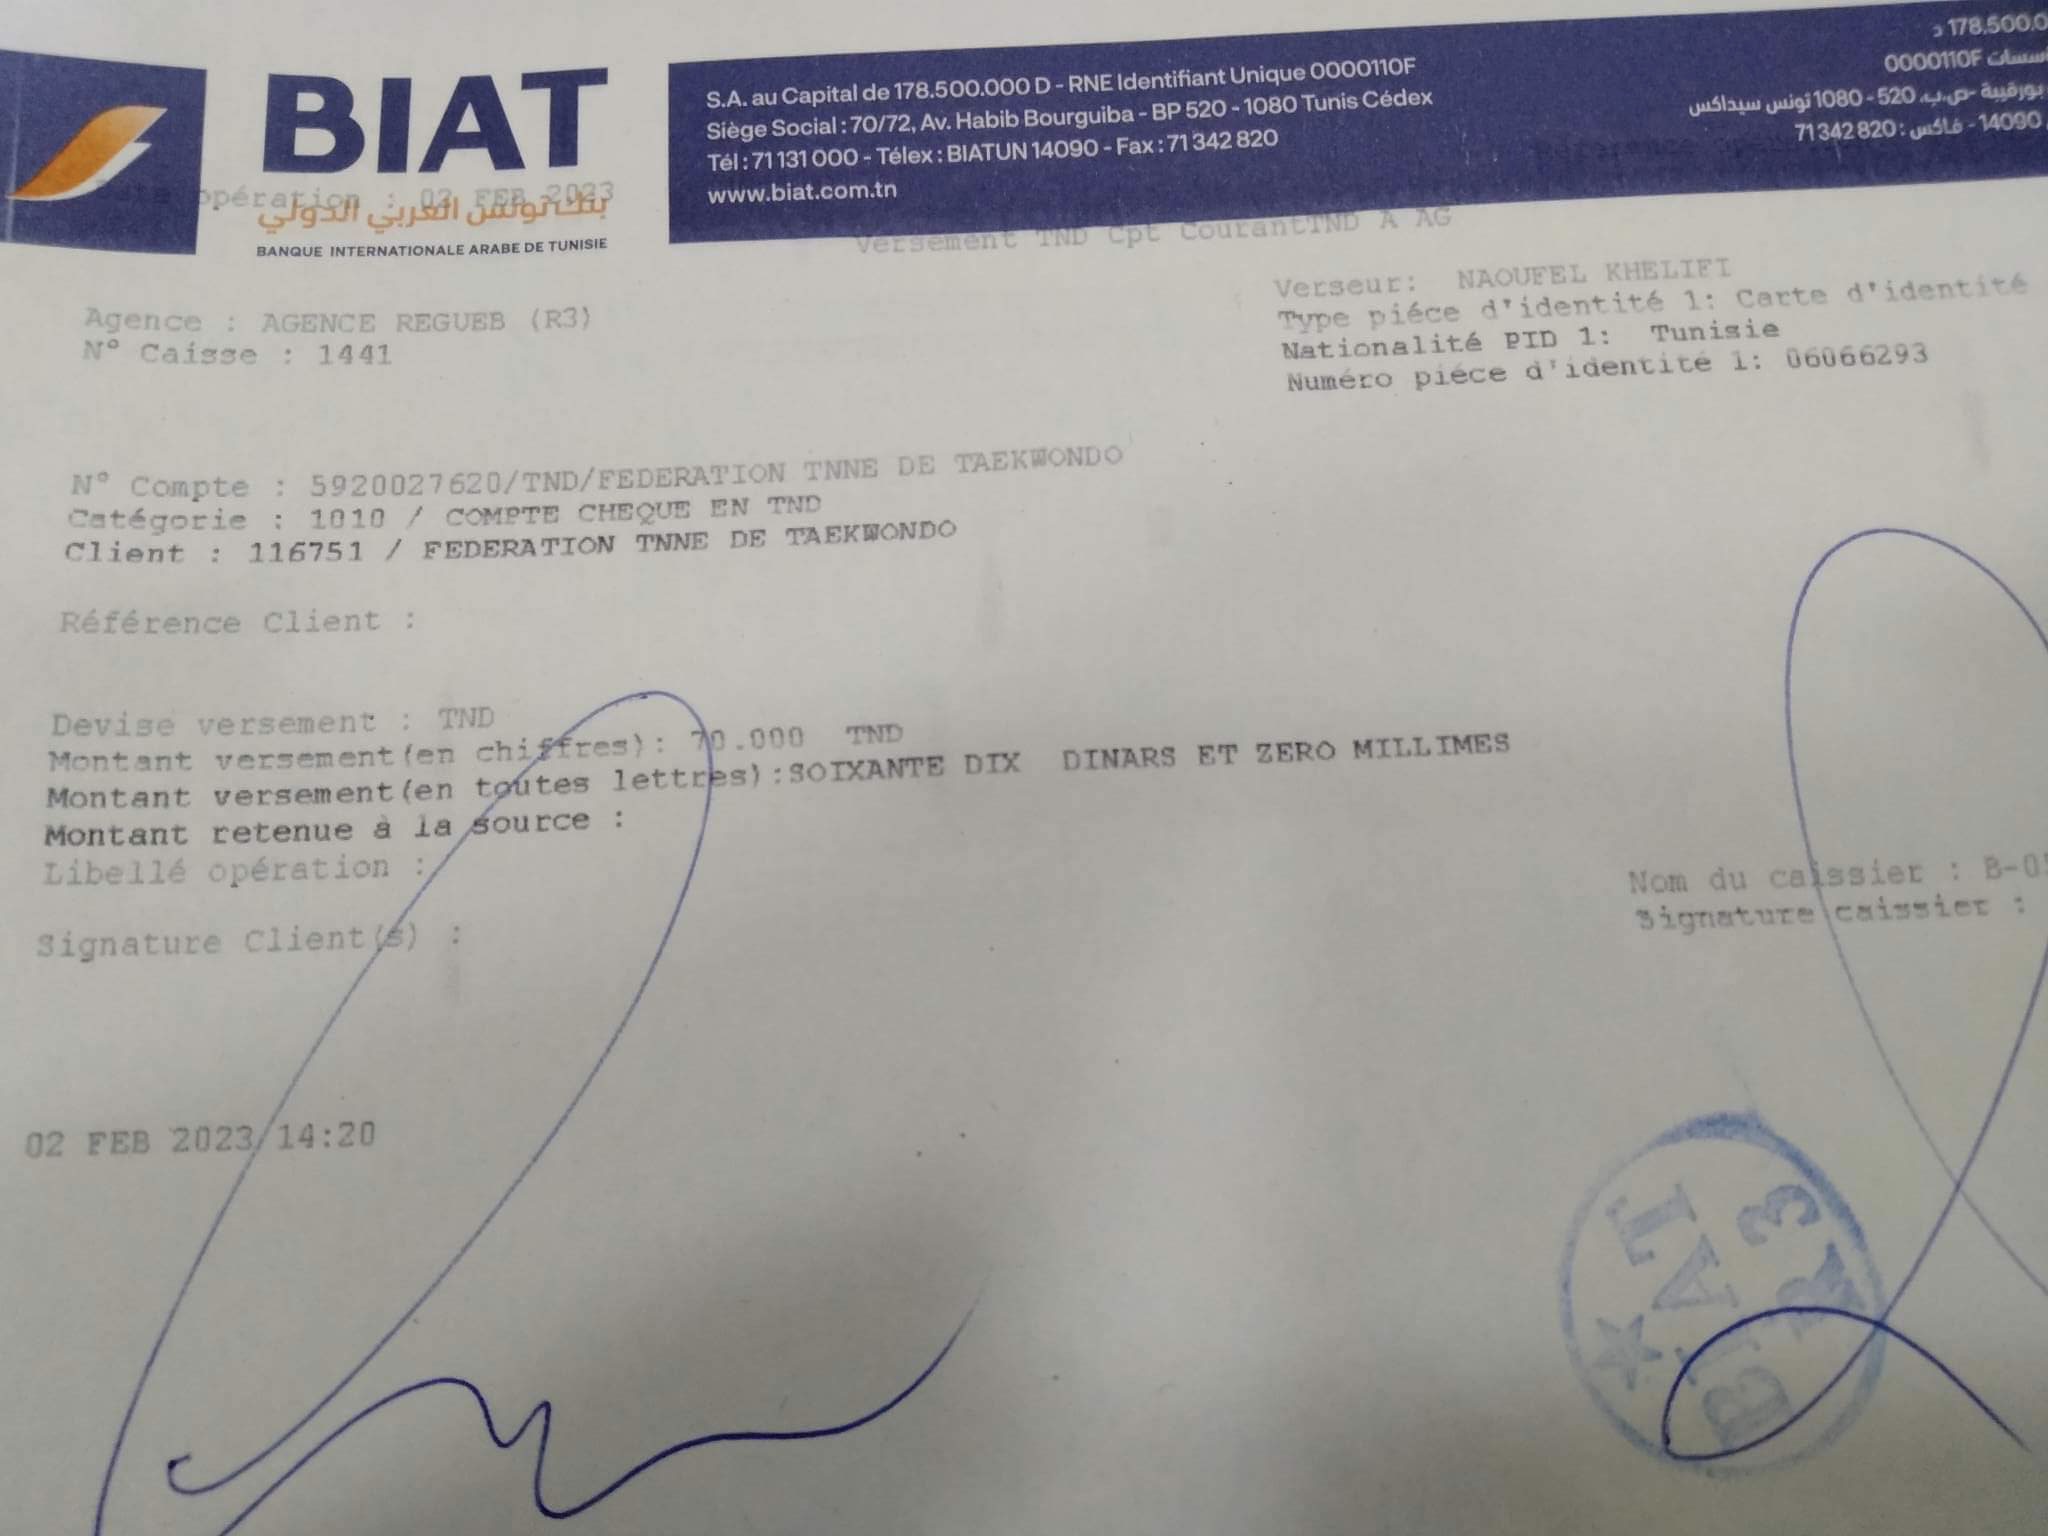 BIAT
بنك تونس العربي الدولي
BANQUE INTERNATIONALE ARABE DE TUNISIE
S.A. au Capital de 178.500.000 D - RNE Identifiant Unique 0000110F
Siège Social : 70/72, Av. Habib Bourguiba - BP 520 - 1080 Tunis Cédex
Tél : 71 131 000 - Télex : BIATUN 14090 - Fax : 71 342 820
www.biat.com.tn
178.500.0 د
0000110F
بورقيبة -ص.ب. 520 - 1080 تونس سيداكس
14090 - فاكس : 71 342 820
opération : 02 FEB 2023
Versement TND Cpt CourantTND A AG
Agence : AGENCE REGUEB (R3)
N° Caisse : 1441
Verseur: NAOUFEL KHELIFI
Type piéce d'identité 1: Carte d'identité
Nationalité PID 1: Tunisie
Numéro piéce d'identité 1: 06066293
N° Compte : 5920027620/TND/FEDERATION TNNE DE TAEKWONDO
Catégorie : 1010 / COMPTE CHEQUE EN TND
Client : 116751 / FEDERATION TNNE DE TAEKWONDO
Référence Client :
Devise versement : TND
Montant versement(en chiffres): 70.000 TND
Montant versement(en toutes lettres):SOIXANTE DIX DINARS ET ZERO MILLIMES
Montant retenue à la source :
Libellé opération :
Nom du caissier : B-0
Signature caissier :
Signature Client(s) :
02 FEB 2023/14:20
BIAT
R3